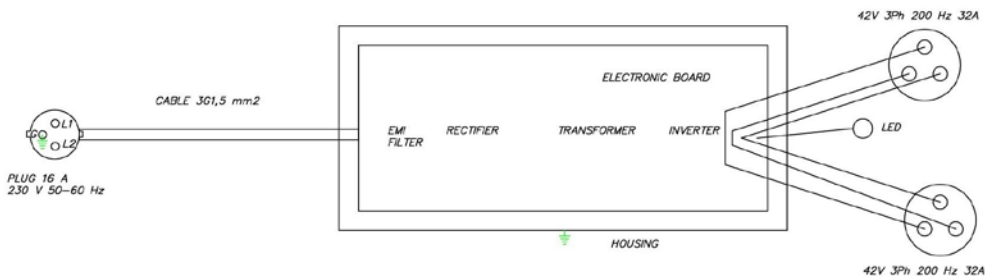 42V 3Ph 200 Hz 32A
ELECTRONIC BOARD
CABLE 3G1,5 mm2
L1
G
L2
EMI
FILTER
RECTIFIER
TRANSFORMER
INVERTER
LED
PLUG 16 A
230 V 50-60 Hz
HOUSING
42V 3Ph 200 Hz 32A